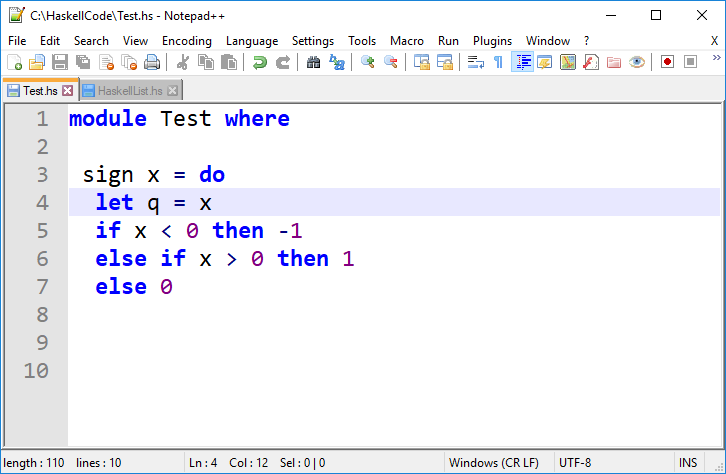 C:\HaskellCode\Test.hs - Notepad++
File Edit Search View Encoding Language Settings Tools Macro Run Plugins Window ? X
Test.hs HaskellList.hs
1 module Test where
2
3 sign x = do
4 let q = x
5 if x < 0 then -1
6 else if x > 0 then 1
7 else 0
8
9
10
length : 110 lines : 10 Ln : 4 Col : 12 Sel : 0 | 0 Windows (CR LF) UTF-8 INS